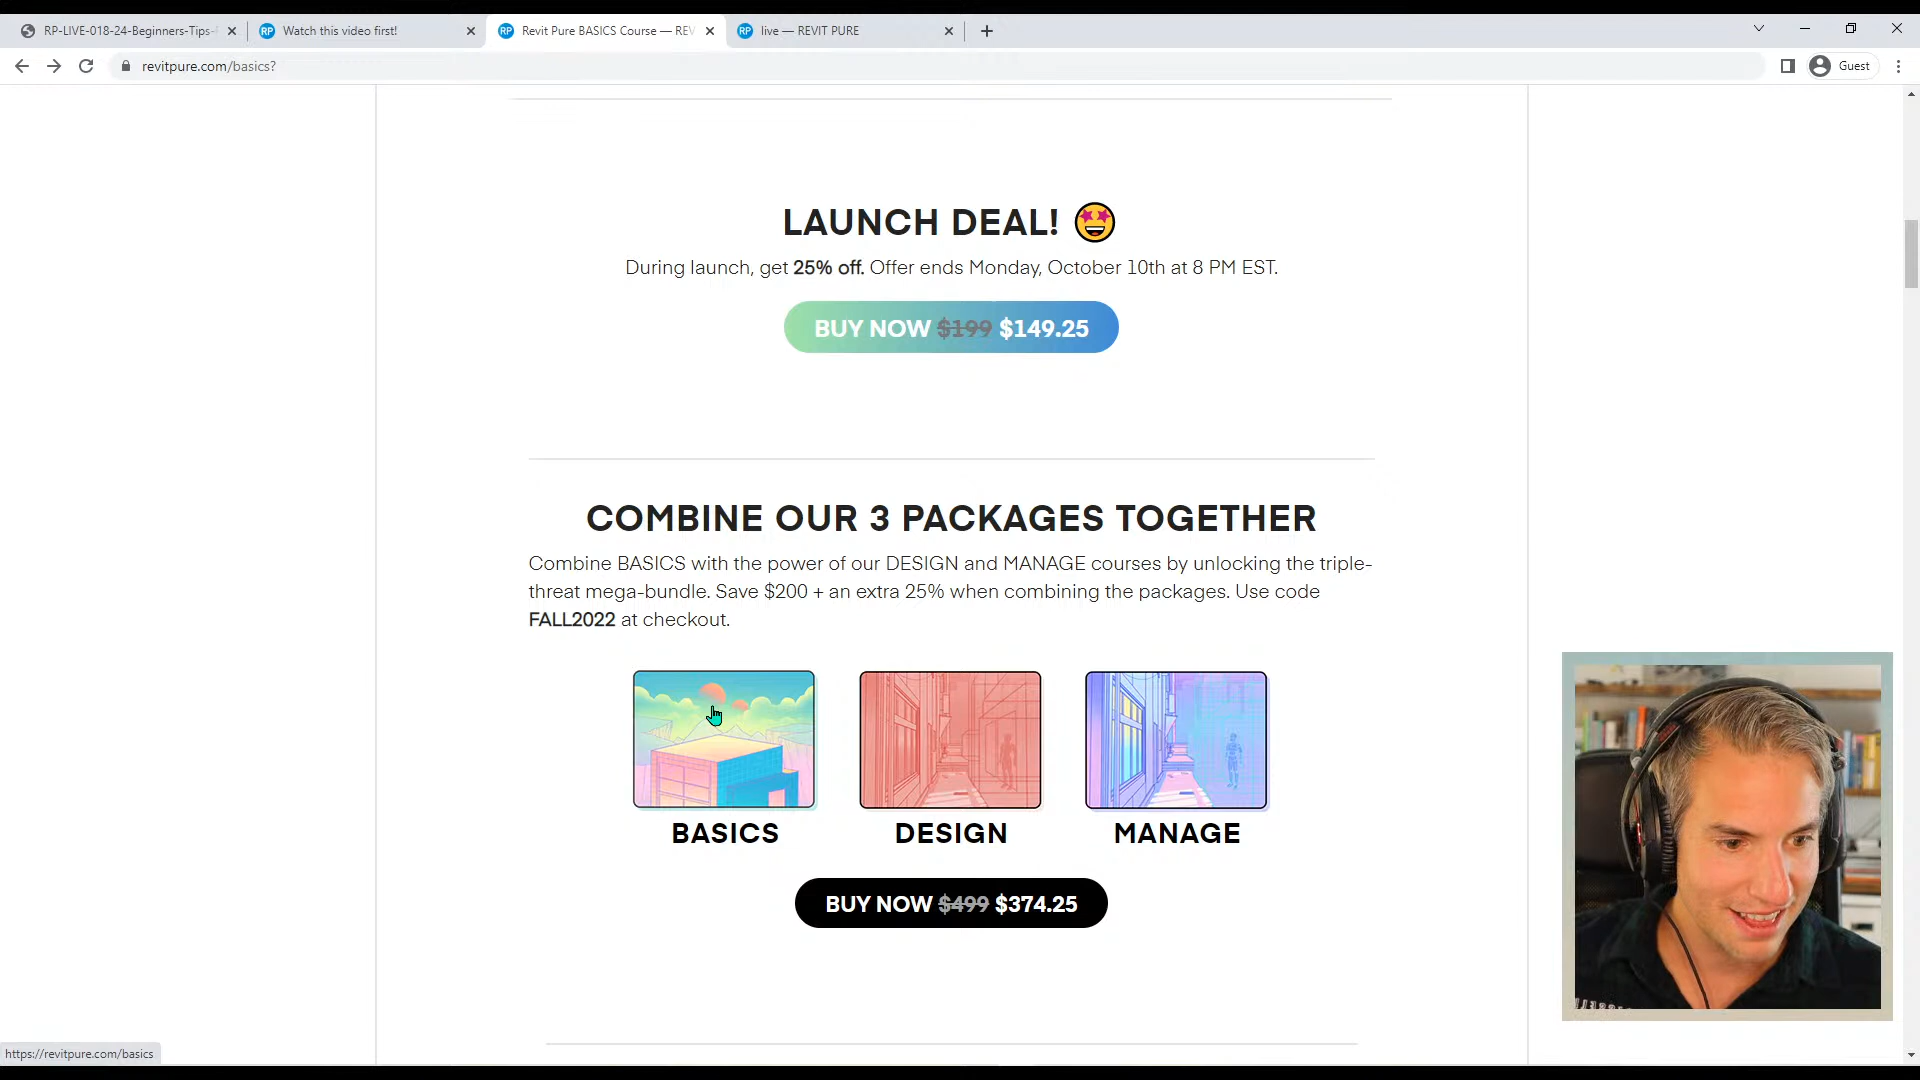 RP-LIVE-018-24-Beginners-Tips-
Watch this video first!
Revit Pure BASICS Course — REV
live — REVIT PURE
revitpure.com/basics?
Guest
LAUNCH DEAL!
During launch, get 25% off. Offer ends Monday, October 10th at 8 PM EST.
BUY NOW $199 $149.25
COMBINE OUR 3 PACKAGES TOGETHER
Combine BASICS with the power of our DESIGN and MANAGE courses by unlocking the triple-
threat mega-bundle. Save $200 + an extra 25% when combining the packages. Use code
FALL2022 at checkout.
BASICS
DESIGN
MANAGE
BUY NOW $499 $374.25
https://revitpure.com/basics